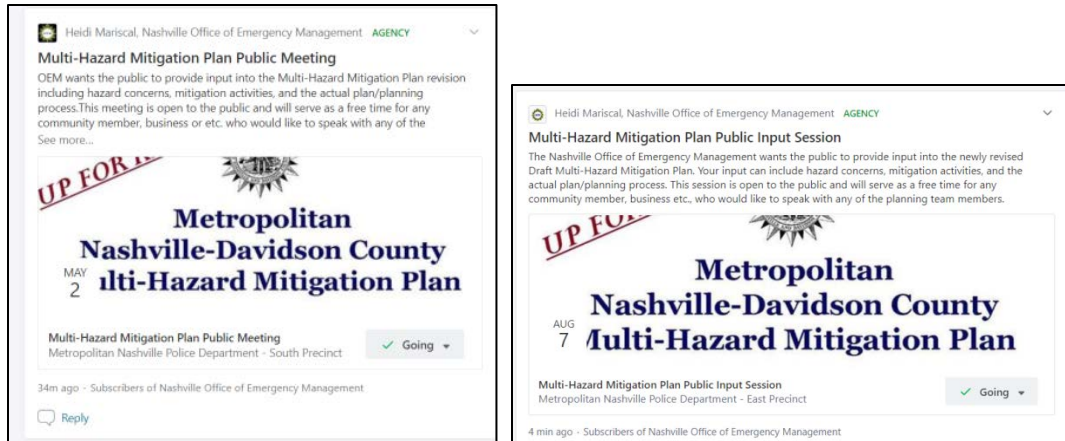 Heidi Mariscal, Nashville Office of Emergency Management AGENCY
Multi-Hazard Mitigation Plan Public Meeting
OEM wants the public to provide input into the Multi-Hazard Mitigation Plan revision
including hazard concerns, mitigation activities, and the actual plan/planning
process.This meeting is open to the public and will serve as a free time for any
community member, business or etc. who would like to speak with any of the
See more...
UP FOR
Metropolitan
Nashville-Davidson County
ulti-Hazard Mitigation Plan
MAY
2
Multi-Hazard Mitigation Plan Public Meeting
Metropolitan Nashville Police Department - South Precinct
Going
34m ago - Subscribers of Nashville Office of Emergency Management
Reply
Heidi Mariscal, Nashville Office of Emergency Management AGENCY
Multi-Hazard Mitigation Plan Public Input Session
The Nashville Office of Emergency Management wants the public to provide input into the newly revised
Draft Multi-Hazard Mitigation Plan. Your input can include hazard concerns, mitigation activities, and the
actual plan/planning process. This session is open to the public and will serve as a free time for any
community member, business etc., who would like to speak with any of the planning team members.
UP
Metropolitan
Nashville-Davidson County
Multi-Hazard Mitigation Plan
AUG
7
Multi-Hazard Mitigation Plan Public Input Session
Metropolitan Nashville Police Department - East Precinct
Going
4 min ago - Subscribers of Nashville Office of Emergency Management